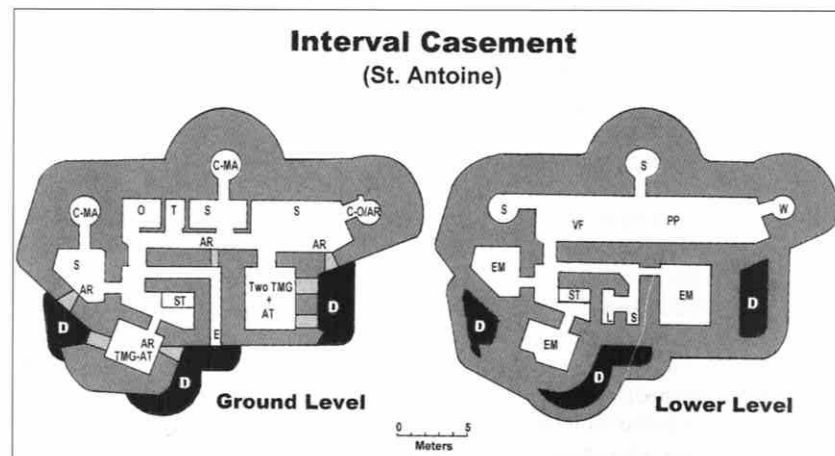 Interval Casement
(St. Antoine)
C-MA
C-MA
O
T
S
S
C-O/AR
AR
AR
S
AR
ST
Two TMG
+
AT
D
D
E
AR
TMG-AT
D
Ground Level
S
S
W
VF
PP
EM
ST
EM
D
L
S
D
EM
D
Lower Level
0
5
Meters